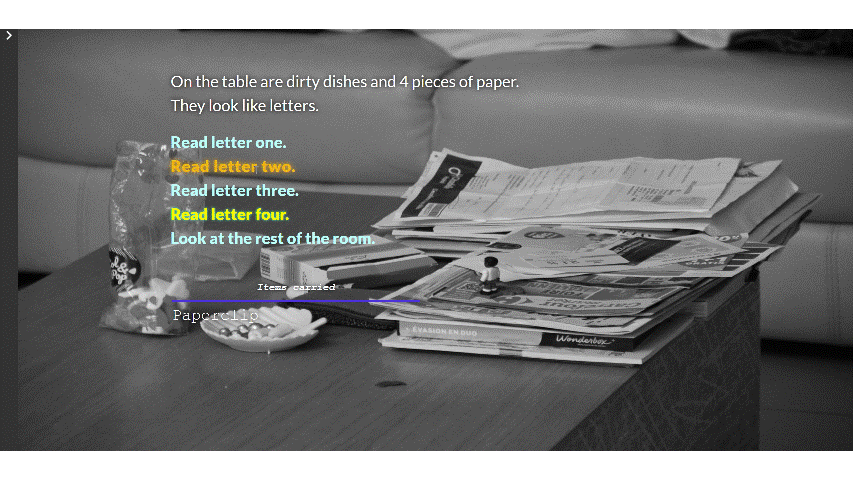 On the table are dirty dishes and 4 pieces of paper.
They look like letters.
Read letter one.
Read letter two.
Read letter three.
Read letter four.
Look at the rest of the room.
Items carried
Paperclip
ÉVASION EN DUO
Wonderbox